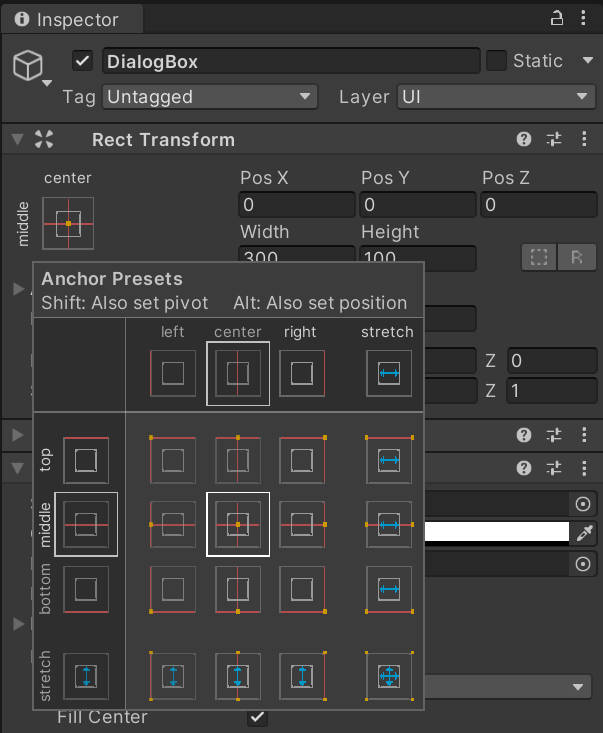 Inspector
DialogBox
Static
Tag Untagged Layer UI
Rect Transform
center
middle
Pos X Pos Y Pos Z
0 0 0
Width Height
300 100
R
Anchor Presets
Shift: Also set pivot Alt: Also set position
left center right stretch
top
middle
bottom
stretch
Z 0
Z 1
Fill Center